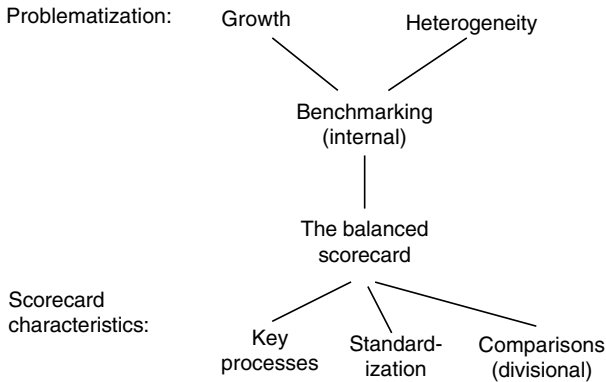 Problematization:
Growth
Heterogeneity
Benchmarking
(internal)
The balanced
scorecard
Scorecard
characteristics:
Key
processes
Standard-
ization
Comparisons
(divisional)